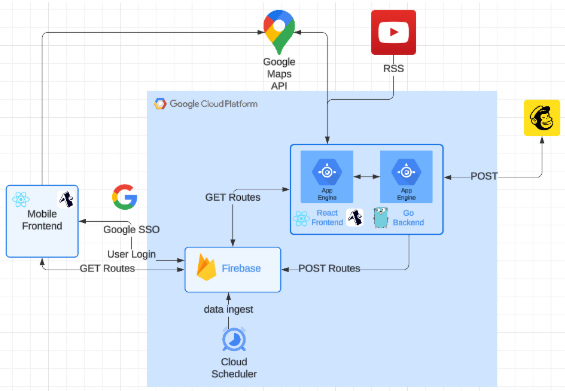 Google
Maps
API
RSS
Google Cloud Platform
App
Engine
App
Engine
React
Frontend
Go
Backend
POST
GET Routes
Mobile
Frontend
Google SSO
User Login
GET Routes
Firebase
POST Routes
data ingest
Cloud
Scheduler